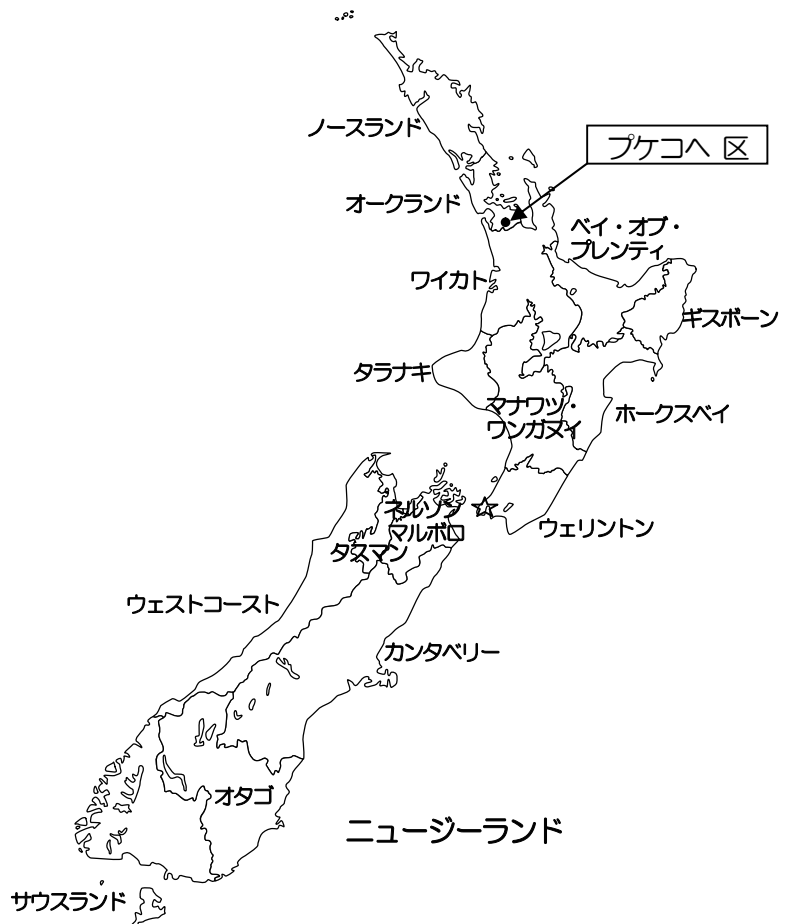 ノースランド
プケコヘ 区
オークランド
ベイ・オブ・
プレンティ
ワイカト
ギスボーン
タラナキ
マナワツ・
ワンガヌイ
ホークスベイ
ネルソン
マルボロ
ウェリントン
タスマン
ウェストコースト
カンタベリー
オタゴ
ニュージーランド
サウスランド